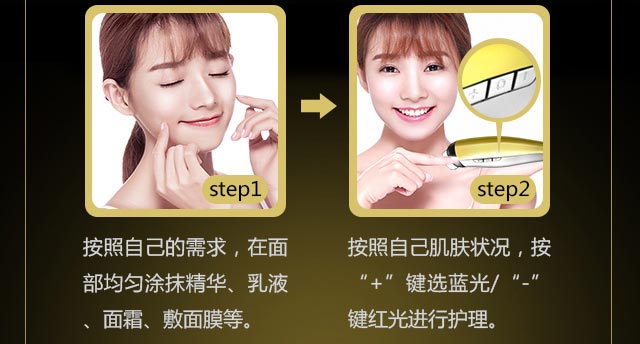 step1
step2
按照自己的需求，在面
部均匀涂抹精华、乳液
、面霜、敷面膜等。
按照自己肌肤状况，按
“+”键选蓝光/“-”
键红光进行护理。